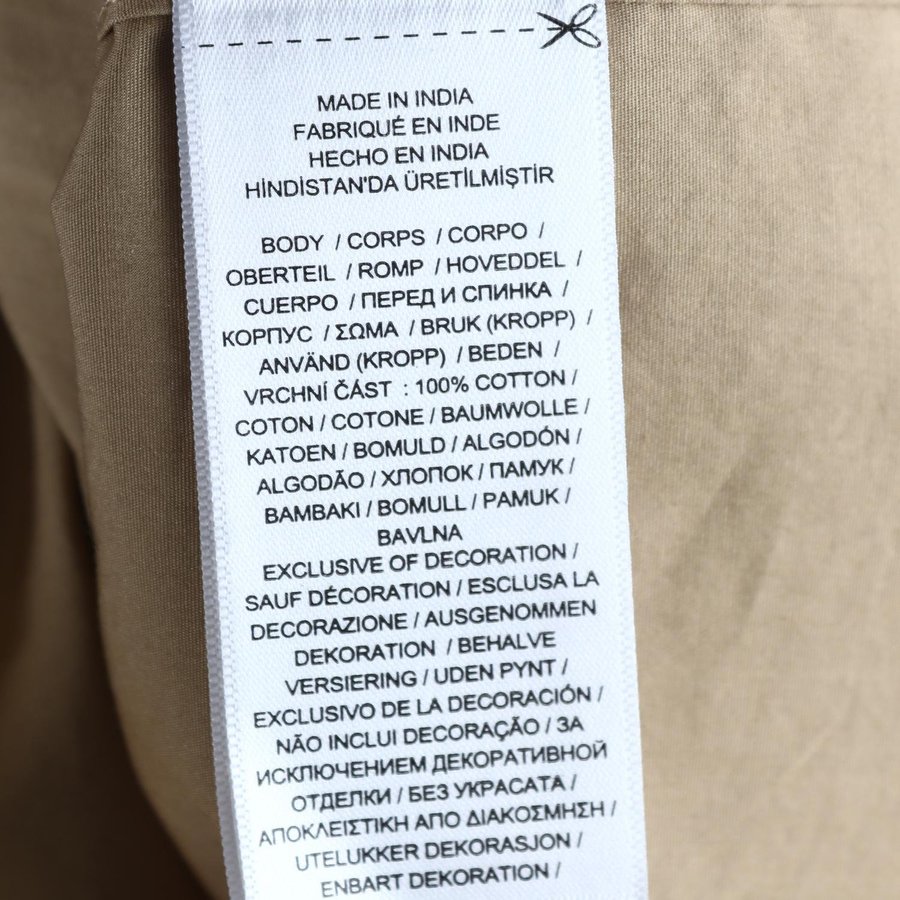 MADE IN INDIA
FABRIQUÉ EN INDE
HECHO EN INDIA
HİNDİSTAN'DA ÜRETİLMİŞTİR
BODY / CORPS / CORPO /
OBERTEIL / ROMP / HOVEDDEL /
CUERPO / ПЕРЕД И СПИНКА /
КОРПУС / ΣΩΜΑ / BRUK (KROPP) /
ANVÄND (KROPP) / BEDEN /
VRCHNÍ ČÁST : 100% COTTON /
COTON / COTONE / BAUMWOLLE /
KATOEN / BOMULD / ALGODÓN /
ALGODÃO / ХЛОПОК / ПАМУК /
BAMBAKI / BOMULL / PAMUK /
BAVLNA
EXCLUSIVE OF DECORATION /
SAUF DÉCORATION / ESCLUSA LA
DECORAZIONE / AUSGENOMMEN
DEKORATION / BEHALVE
VERSIERING / UDEN PYNT /
EXCLUSIVO DE LA DECORACIÓN /
NÃO INCLUI DECORAÇÃO / ЗА
ИСКЛЮЧЕНИЕМ ДЕКОРАТИВНОЙ
ОТДЕЛКИ / БЕЗ УКРАСАТА /
ΑΠΟΚΛΕΙΣΤΙΚΗ ΑΠΟ ΔΙΑΚΟΣΜΗΣΗ /
UTELUKKER DEKORASJON /
ENBART DEKORATION /